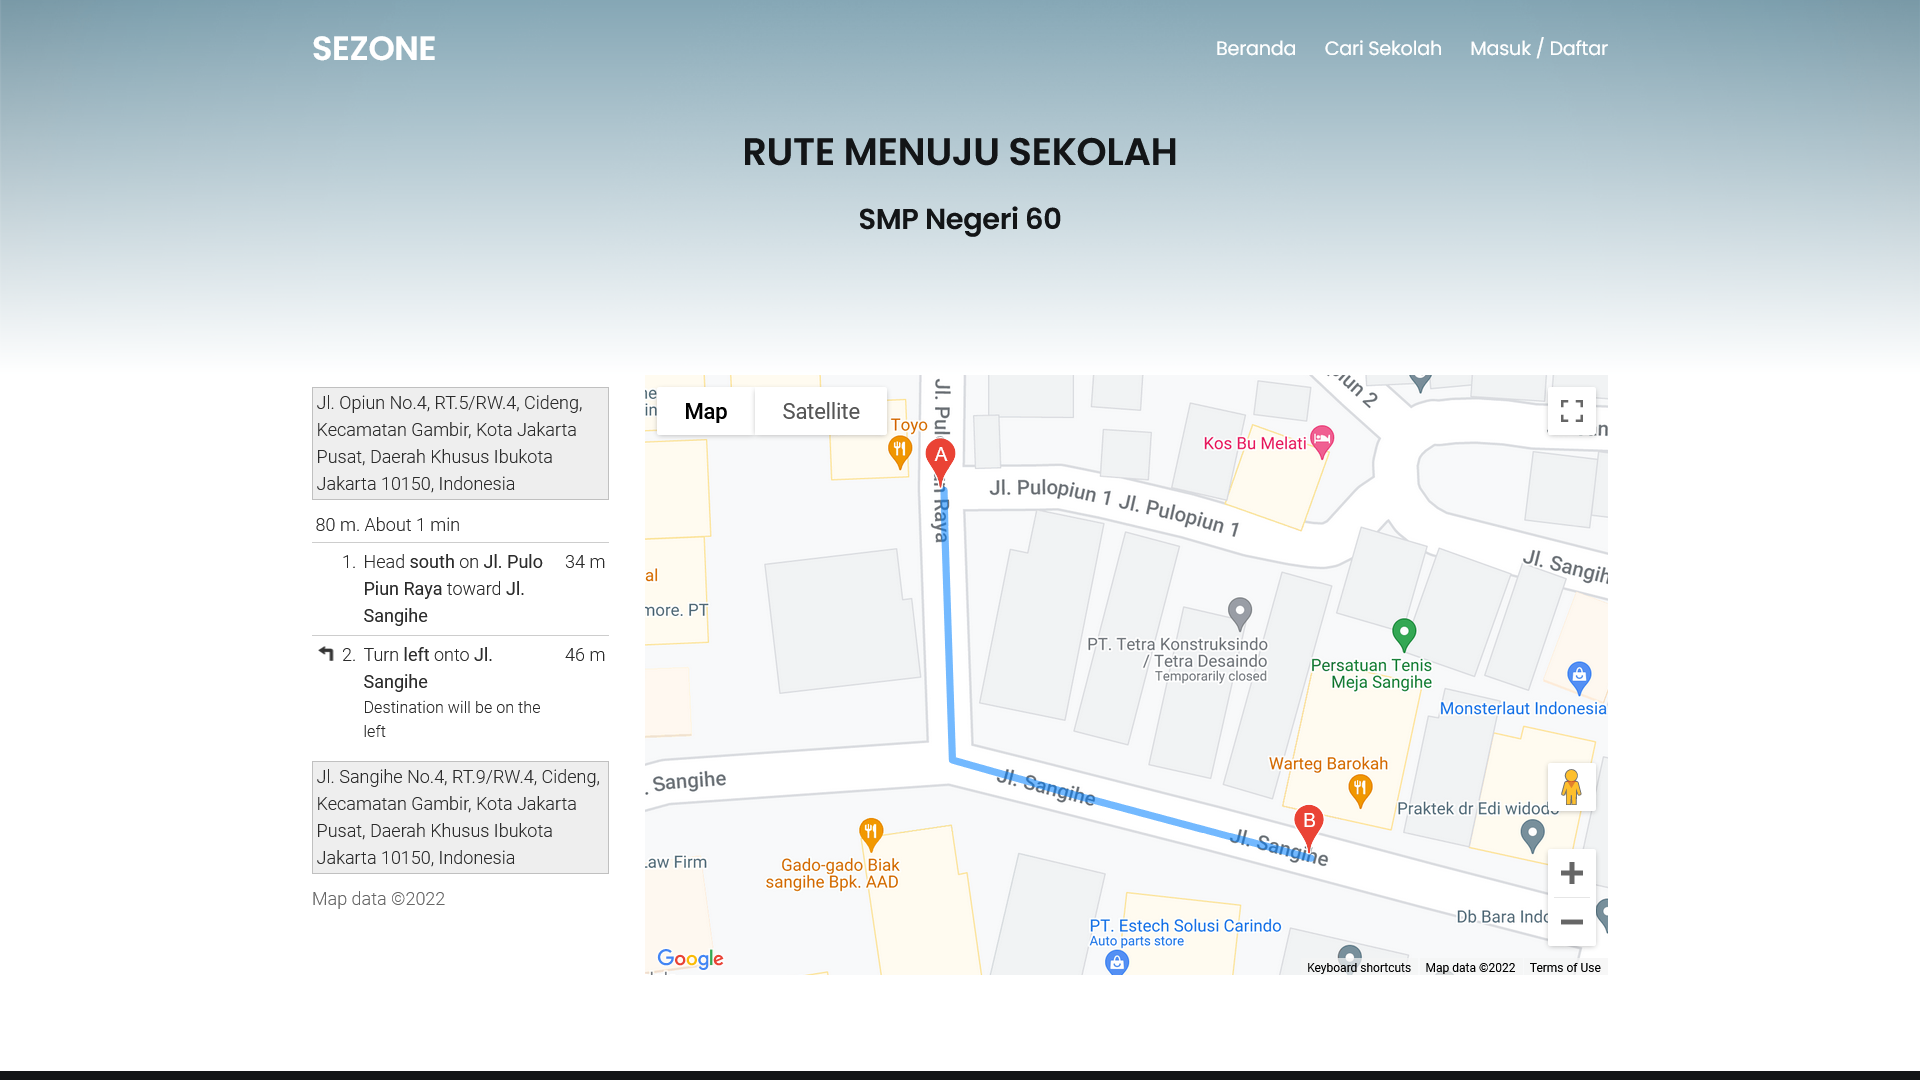 SEZONE
Beranda
Cari Sekolah
Masuk / Daftar
RUTE MENUJU SEKOLAH
SMP Negeri 60
Jl. Opiun No.4, RT.5/RW.4, Cideng,
Kecamatan Gambir, Kota Jakarta
Pusat, Daerah Khusus Ibukota
Jakarta 10150, Indonesia
80 m. About 1 min
1. Head south on Jl. Pulo 34 m
Piun Raya toward Jl.
Sangihe
2. Turn left onto Jl. 46 m
Sangihe
Destination will be on the
left
Jl. Sangihe No.4, RT.9/RW.4, Cideng,
Kecamatan Gambir, Kota Jakarta
Pusat, Daerah Khusus Ibukota
Jakarta 10150, Indonesia
Map data ©2022
Map
Satellite
Toyo
A
Raya
Jl. Pulopiun 1 Jl. Pulopiun 1
Kos Bu Melati
2
al
more. PT
PT. Tetra Konstruksindo
/ Tetra Desaindo
Temporarily closed
Persatuan Tenis
Meja Sangihe
Monsterlaut Indonesia
Warteg Barokah
Praktek dr Edi widodo
Sangihe
Jl. Sangihe
B
Jl. Sangihe
Law Firm
Gado-gado Biak
sangihe Bpk. AAD
PT. Estech Solusi Carindo
Auto parts store
Db Bara
Google
Keyboard shortcuts
Map data ©2022
Terms of Use